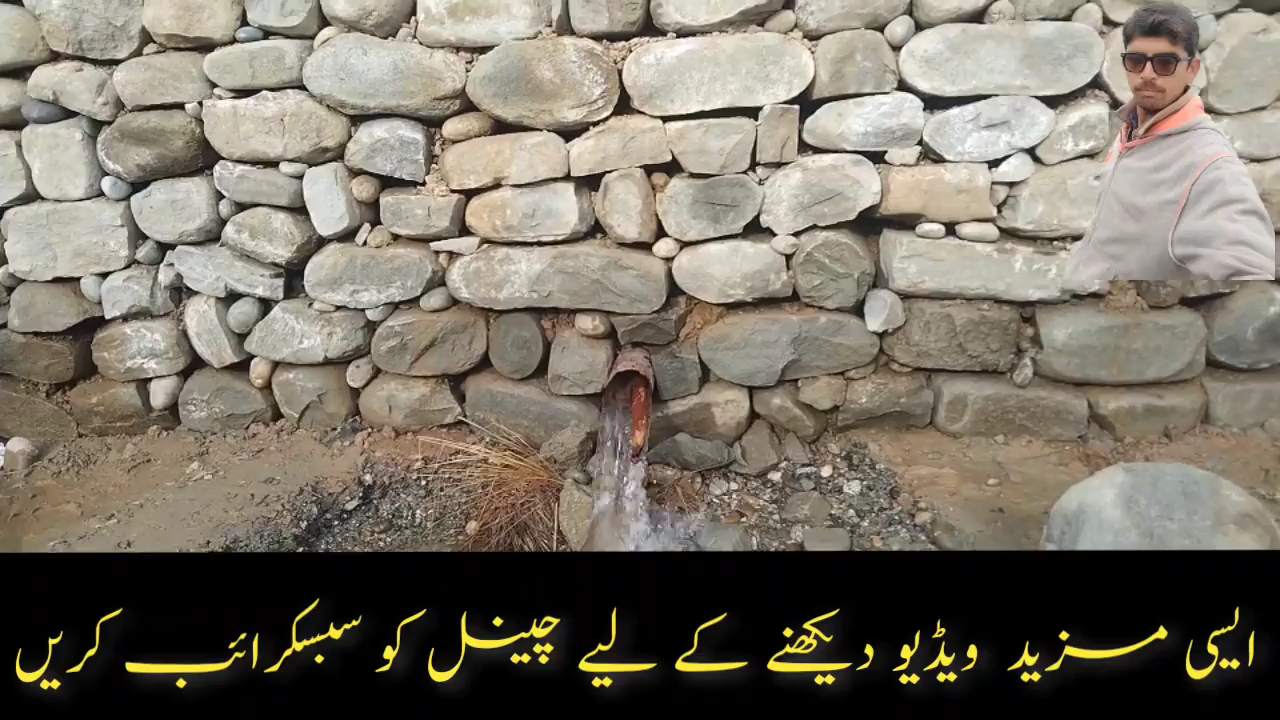 ایسی مزید ویڈیو دیکھنے کے لیے چینل کو سبسکرائب کریں